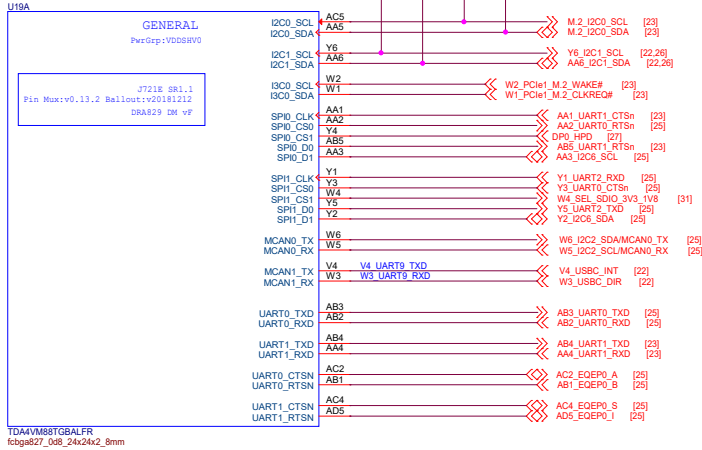 U19A
GENERAL
PwrGrp:VDDSHV0
J721E SR1.1
Pin Mux:v0.13.2 Ballout:v20181212
DRA829 DM vF
I2C0_SCL AC5 M.2_I2C0_SCL [23]
I2C0_SDA AA5 M.2_I2C0_SDA [23]
I2C1_SCL Y6 Y6_I2C1_SCL [22,26]
I2C1_SDA AA6 AA6_I2C1_SDA [22,26]
I3C0_SCL W2 W2_PCIe1_M.2_WAKE# [23]
I3C0_SDA W1 W1_PCIe1_M.2_CLKREQ# [23]
SPI0_CLK AA1 AA1_UART1_CTSn [23]
SPI0_CS0 AA2 AA2_UART0_RTSn [25]
SPI0_CS1 Y4 DP0_HPD [27]
SPI0_D0 AB5 AB5_UART1_RTSn [23]
SPI0_D1 AA3 AA3_I2C6_SCL [25]
SPI1_CLK Y1 Y1_UART2_RXD [25]
SPI1_CS0 Y3 Y3_UART0_CTSn [25]
SPI1_CS1 W4 W4_SEL_SDIO_3V3_1V8 [31]
SPI1_D0 Y5 Y5_UART2_TXD [25]
SPI1_D1 Y2 Y2_I2C6_SDA [25]
MCAN0_TX W6 W6_I2C2_SDA/MCAN0_TX [25]
MCAN0_RX W5 W5_I2C2_SCL/MCAN0_RX [25]
MCAN1_TX V4 V4_UART9_TXD V4_USBC_INT [22]
MCAN1_RX W3 W3_UART9_RXD W3_USBC_DIR [22]
UART0_TXD AB3 AB3_UART0_TXD [25]
UART0_RXD AB2 AB2_UART0_RXD [25]
UART1_TXD AB4 AB4_UART1_TXD [23]
UART1_RXD AA4 AA4_UART1_RXD [23]
UART0_CTSN AC2 AC2_EQEP0_A [25]
UART0_RTSN AB1 AB1_EQEP0_B [25]
UART1_CTSN AC4 AC4_EQEP0_S [25]
UART1_RTSN AD5 AD5_EQEP0_I [25]
TDA4VM88TGBALFR
fcbga827_0d8_24x24x2_8mm